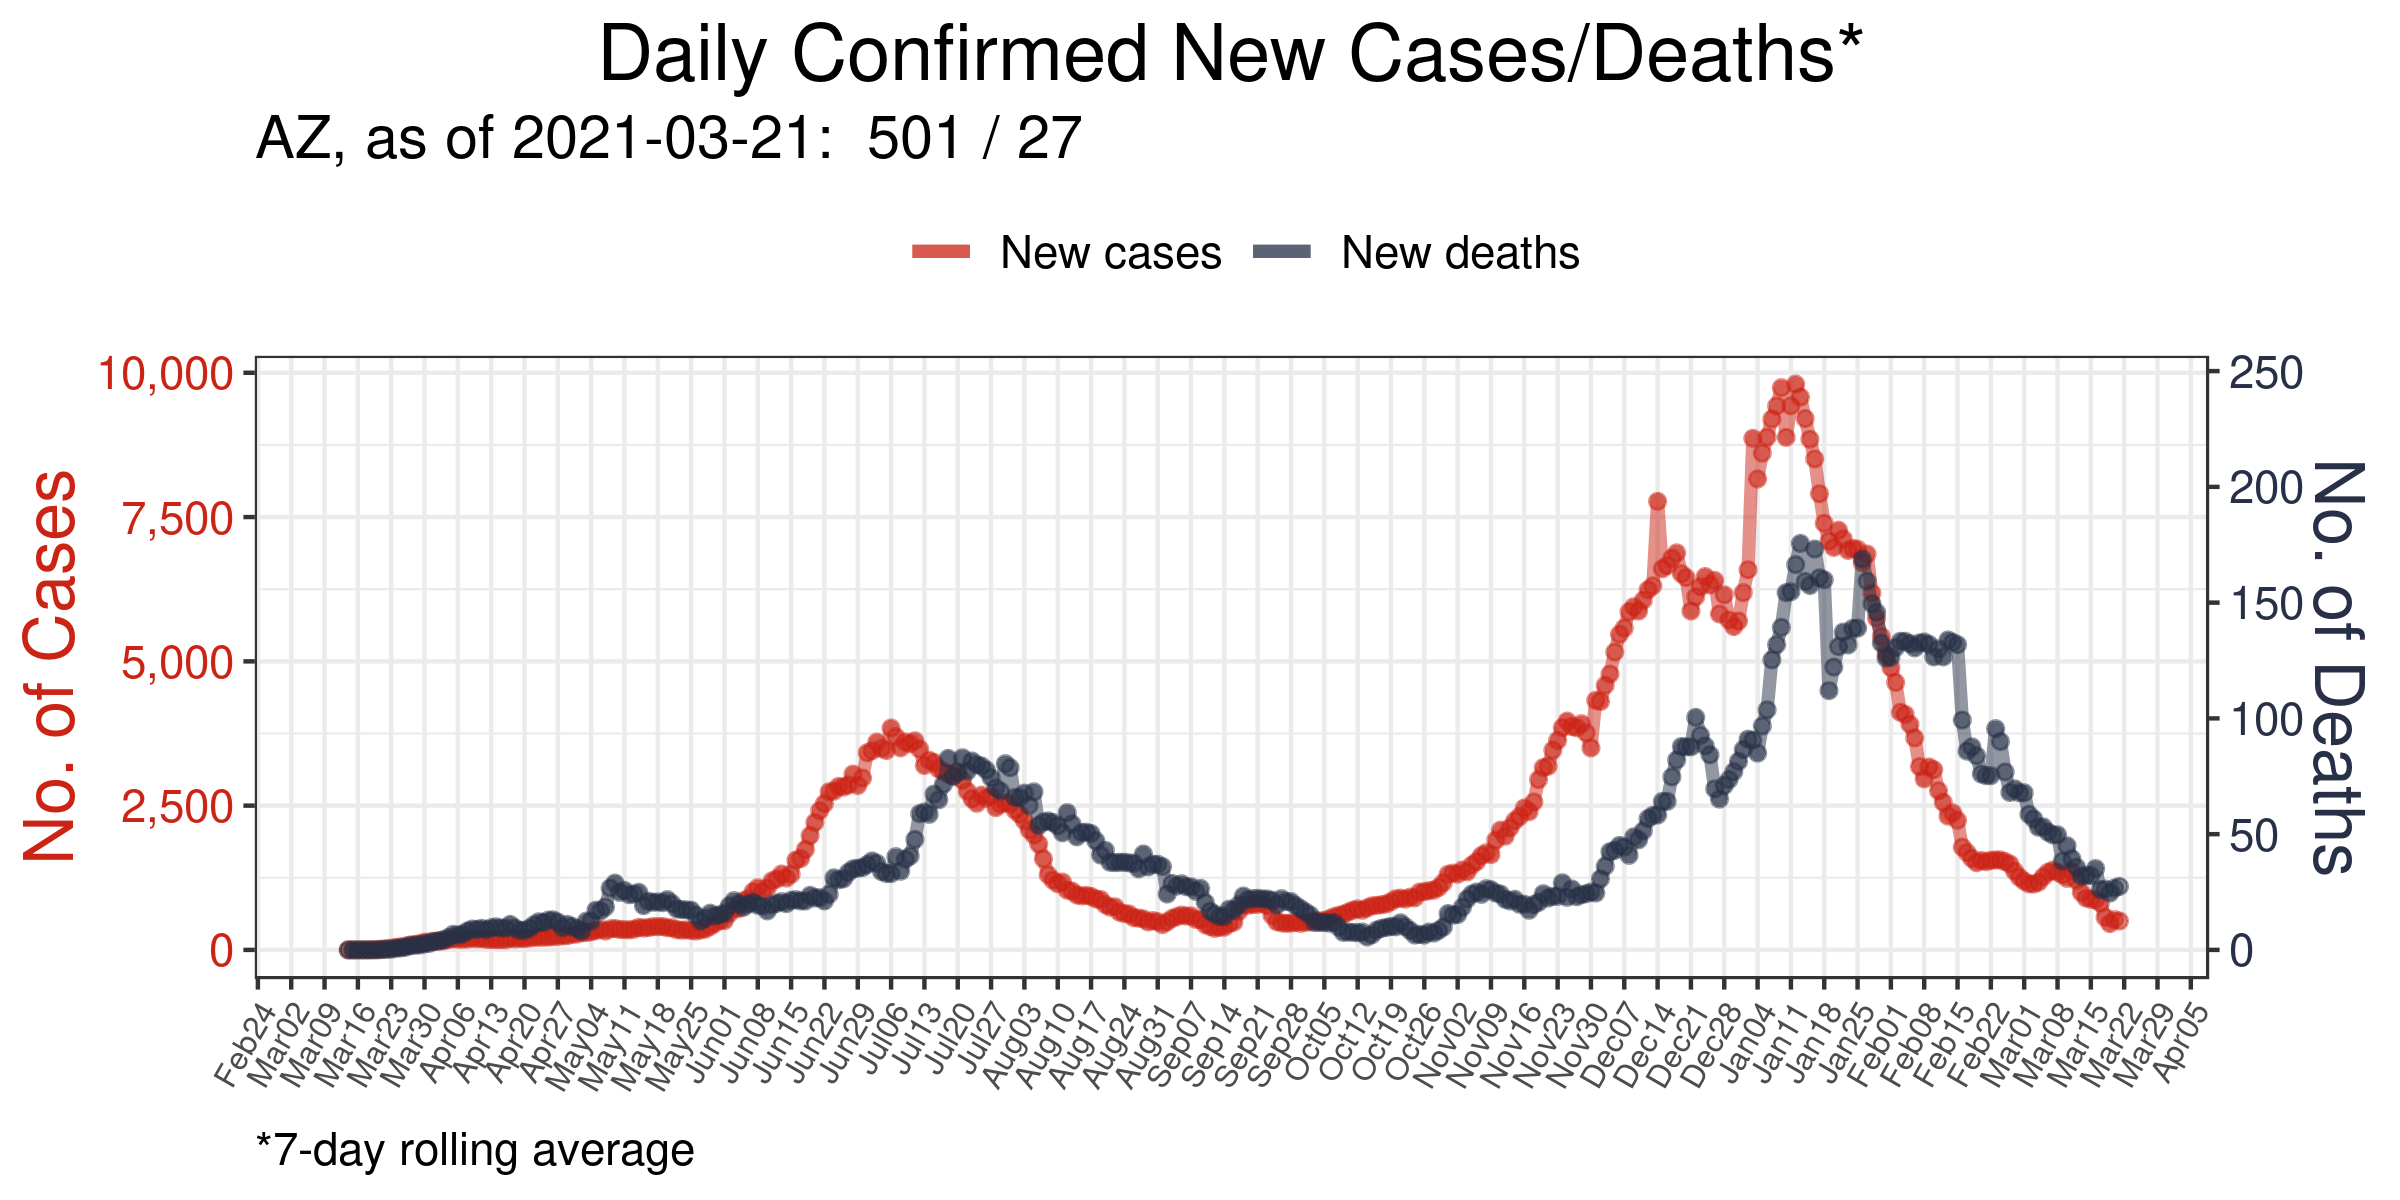 Daily Confirmed New Cases/Deaths*
AZ, as of 2021-03-21:  501 / 27
New cases
New deaths
No. of Cases
10,000
7,500
5,000
2,500
0
250
200
150
100
50
0
No. of Deaths
Feb24
Mar02
Mar09
Mar16
Mar23
Mar30
Apr06
Apr13
Apr20
Apr27
May04
May11
May18
May25
Jun01
Jun08
Jun15
Jun22
Jun29
Jul06
Jul13
Jul20
Jul27
Aug03
Aug10
Aug17
Aug24
Aug31
Sep07
Sep14
Sep21
Sep28
Oct05
Oct12
Oct19
Oct26
Nov02
Nov09
Nov16
Nov23
Nov30
Dec07
Dec14
Dec21
Dec28
Jan04
Jan11
Jan18
Jan25
Feb01
Feb08
Feb15
Feb22
Mar01
Mar08
Mar15
Mar22
Mar29
Apr05
*7-day rolling average